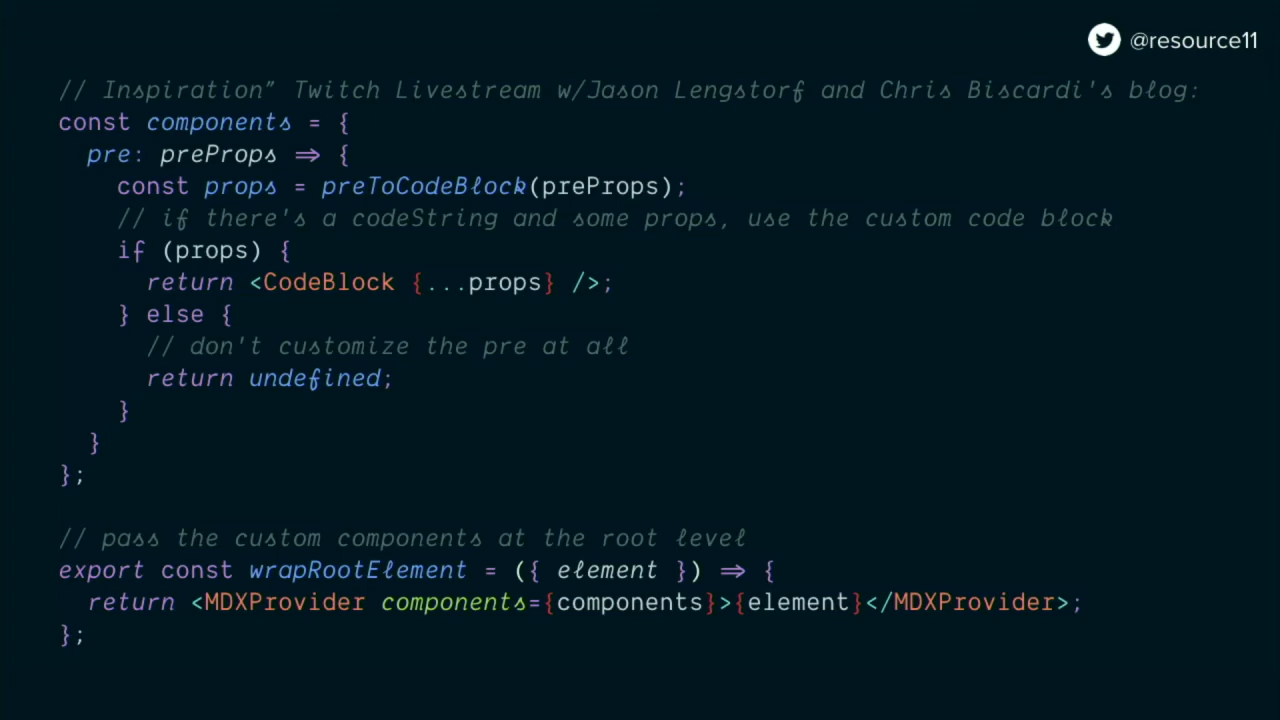 @resource11
// Inspiration” Twitch Livestream w/Jason Lengstorf and Chris Biscardi's blog:
const components = {
  pre: preProps => {
    const props = preToCodeBlock(preProps);
    // if there's a codeString and some props, use the custom code block
    if (props) {
      return <CodeBlock {...props} />;
    } else {
      // don't customize the pre at all
      return undefined;
    }
  }
};
// pass the custom components at the root level
export const wrapRootElement = ({ element }) => {
  return <MDXProvider components={components}>{element}</MDXProvider>;
};